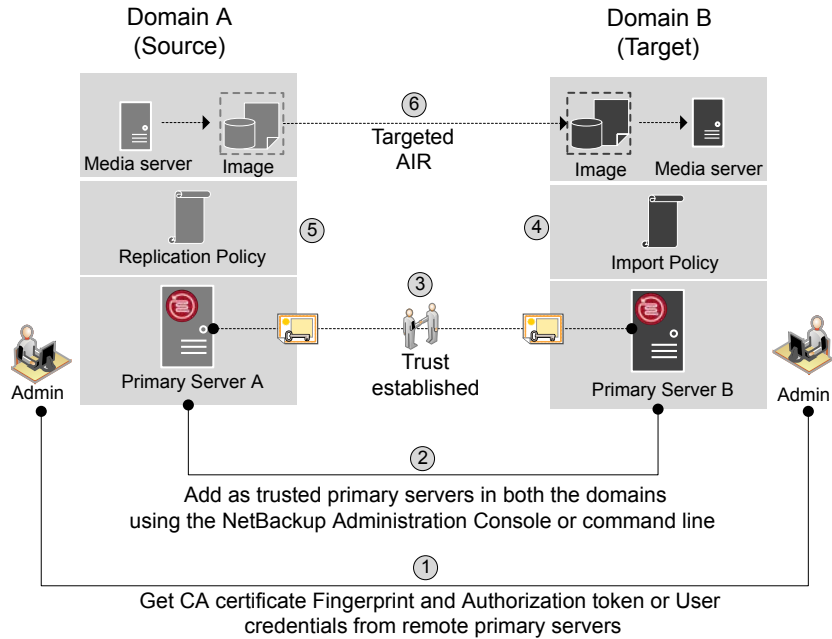 Domain A
(Source)
Domain B
(Target)
6
Targeted
AIR
Media server
Image
Image
Media server
5
4
Replication Policy
Import Policy
3
Trust
established
Admin
Primary Server A
Primary Server B
Admin
2
Add as trusted primary servers in both the domains
using the NetBackup Administration Console or command line
1
Get CA certificate Fingerprint and Authorization token or User
credentials from remote primary servers